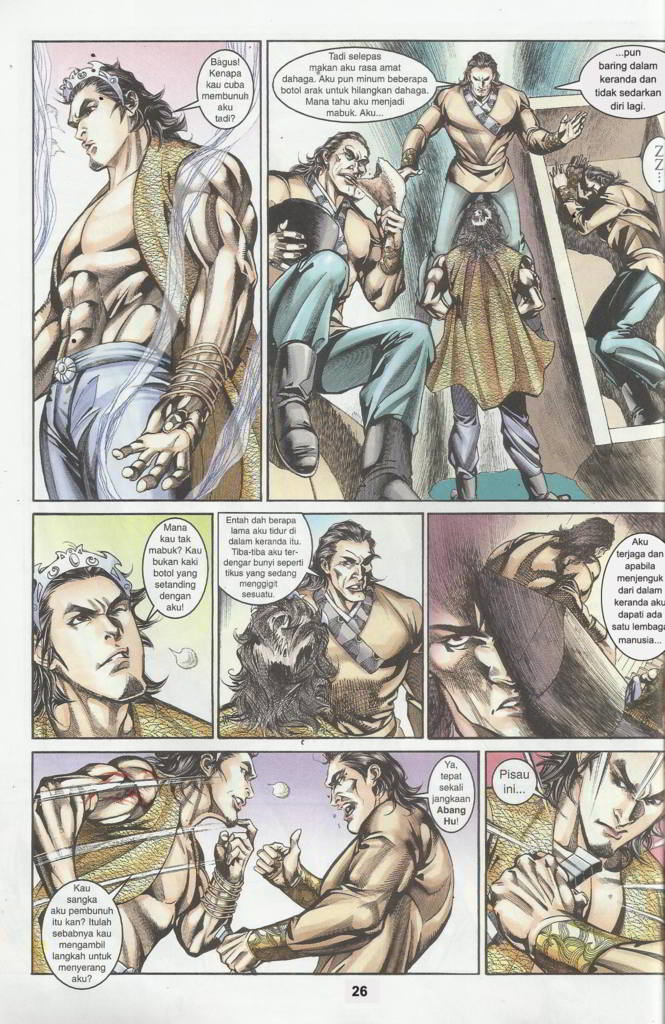 Bagus!
Kenapa
kau cuba
membunuh
aku
tadi?
Tadi selepas
makan aku rasa amat
dahaga. Aku pun minum beberapa
botol arak untuk hilangkan dahaga.
Mana tahu aku menjadi
mabuk. Aku...
...pun
baring dalam
keranda dan
tidak sedarkan
diri lagi.
ZZ...
Mana
kau tak
mabuk? Kau
bukan kaki
botol yang
setanding
dengan
aku!
Entah dah berapa
lama aku tidur di
dalam keranda itu.
Tiba-tiba aku ter-
dengar bunyi seperti
tikus yang sedang
menggigit
sesuatu.
Aku
terjaga dan
apabila
menjenguk
dari dalam
keranda aku
dapati ada
satu lembaga
manusia...
Kau
sangka
aku pembunuh
itu kan? Itulah
sebabnya kau
mengambil
langkah untuk
menyerang
aku?
Ya,
tepat
sekali
jangkaan
Abang
Hu!
Pisau
ini...
26